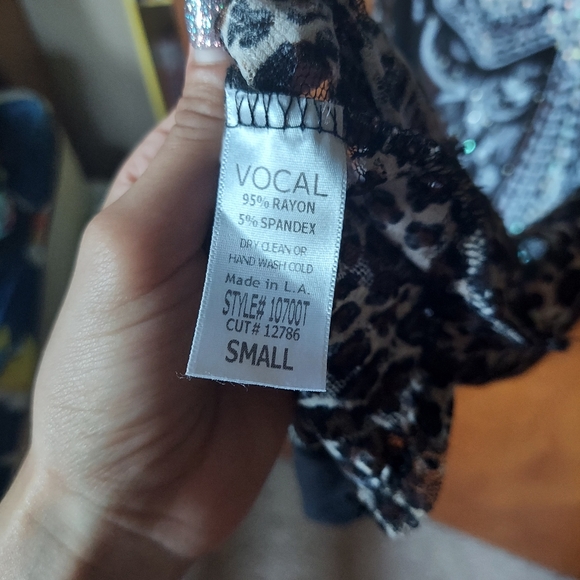 VOCAL
95% RAYON
5% SPANDEX
DRY CLEAN OR
HAND WASH COLD
Made in L.A.
STYLE# 10700T
CUT# 12786
SMALL